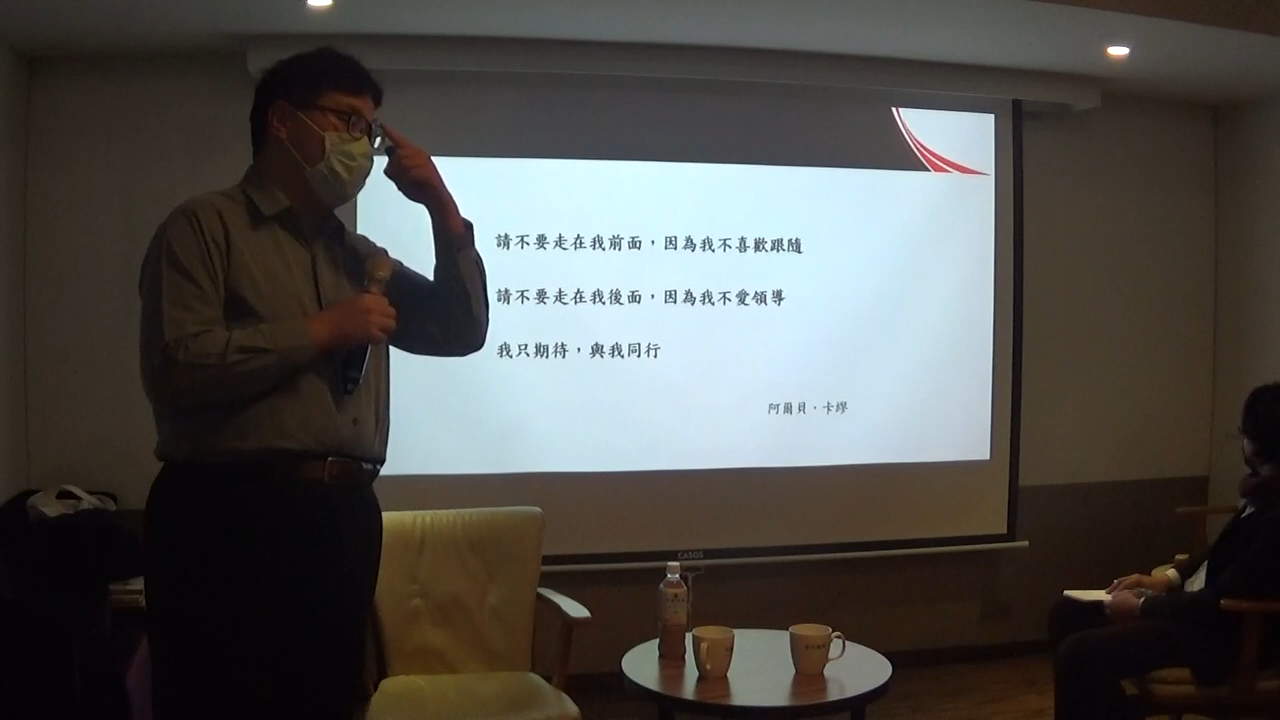 請不要走在我前面，因為我不喜歡跟隨
請不要走在我後面，因為我不愛領導
我只期待，與我同行
阿爾貝·卡繆
CASOS